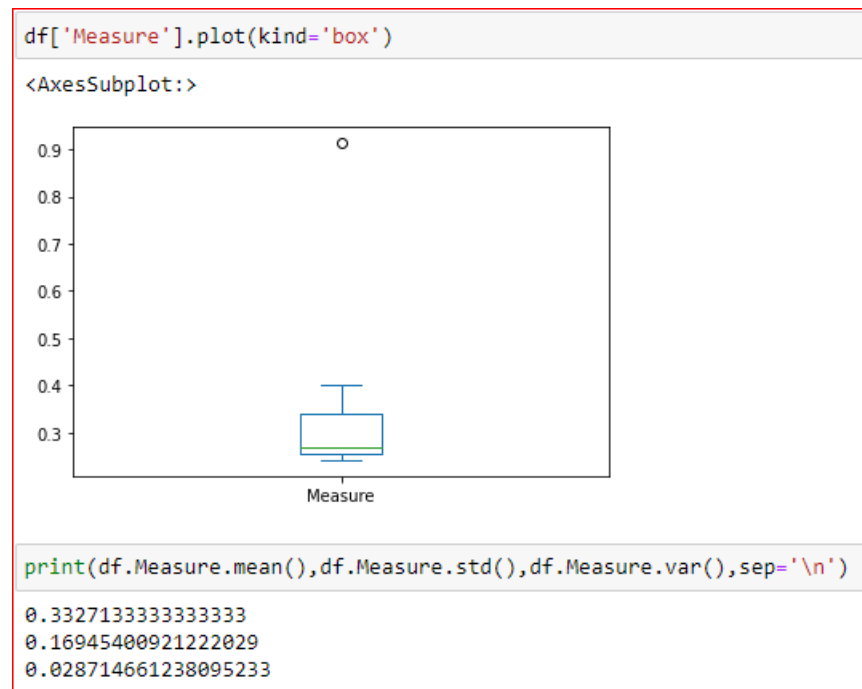 df['Measure'].plot(kind='box')
<AxesSubplot:>
0.9
0.8
0.7
0.6
0.5
0.4
0.3
Measure
print(df.Measure.mean(),df.Measure.std(),df.Measure.var(),sep='\n')
0.3327133333333333
0.16945400921222029
0.028714661238095233